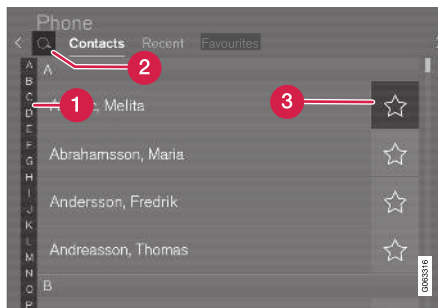 Phone
Contacts Recent Favourites
2
A
B
C
D
E
F
G
H
I
J
K
L
M
N
O
P
A
1
Melita
3
Abrahamsson, Maria
Andersson, Fredrik
Andreasson, Thomas
B
G063316